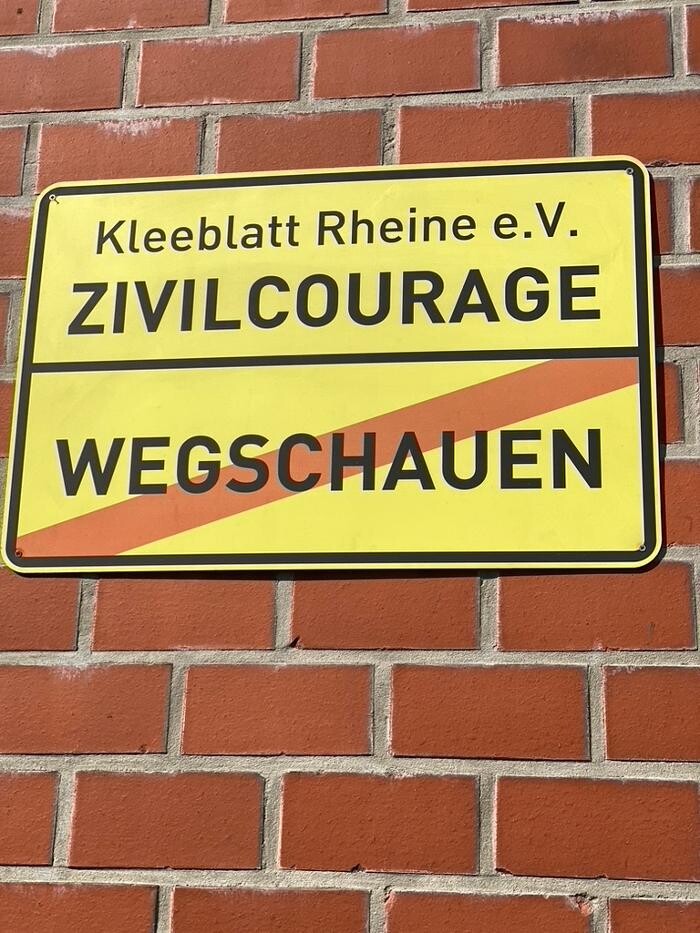 Kleeblatt Rheine e.V.
ZIVILCOURAGE
WEGSCHAUEN